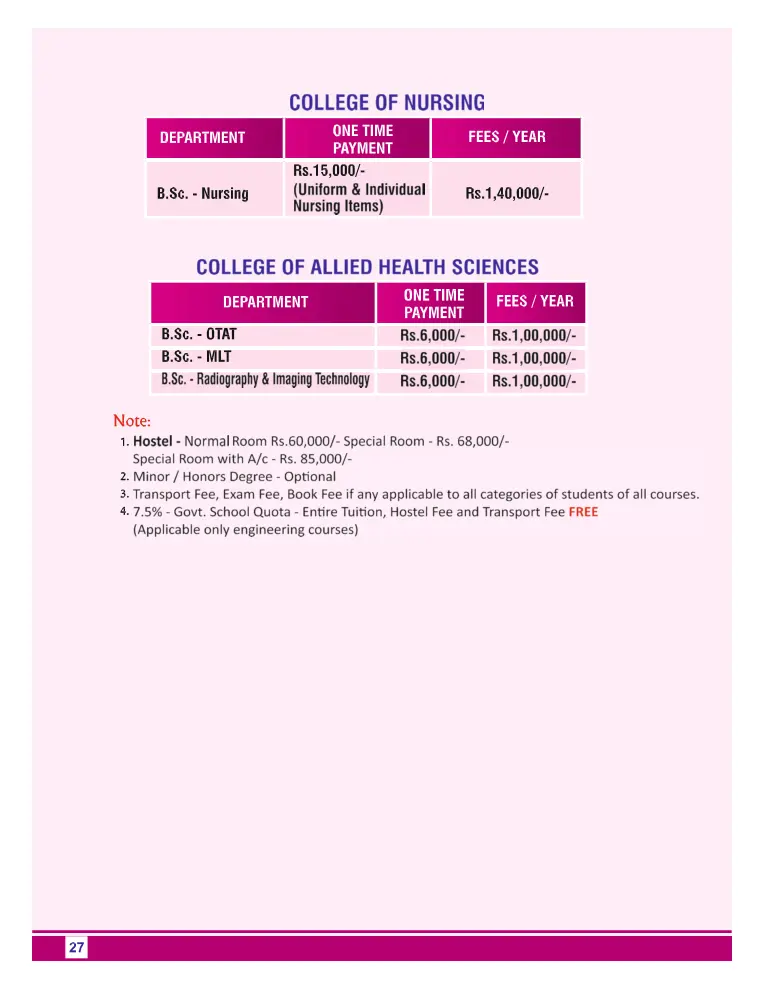 COLLEGE OF NURSING
DEPARTMENT ONE TIME PAYMENT FEES / YEAR
B.Sc. - Nursing Rs.15,000/- (Uniform & Individual Nursing Items) Rs.1,40,000/-
COLLEGE OF ALLIED HEALTH SCIENCES
DEPARTMENT ONE TIME PAYMENT FEES / YEAR
B.Sc. - OTAT Rs.6,000/- Rs.1,00,000/-
B.Sc. - MLT Rs.6,000/- Rs.1,00,000/-
B.Sc. - Radiography & Imaging Technology Rs.6,000/- Rs.1,00,000/-
Note:
1. Hostel - Normal Room Rs.60,000/- Special Room - Rs. 68,000/-
Special Room with A/c - Rs. 85,000/-
2. Minor / Honors Degree - Optional
3. Transport Fee, Exam Fee, Book Fee if any applicable to all categories of students of all courses.
4. 7.5% - Govt. School Quota - Entire Tuition, Hostel Fee and Transport Fee FREE
(Applicable only engineering courses)
27